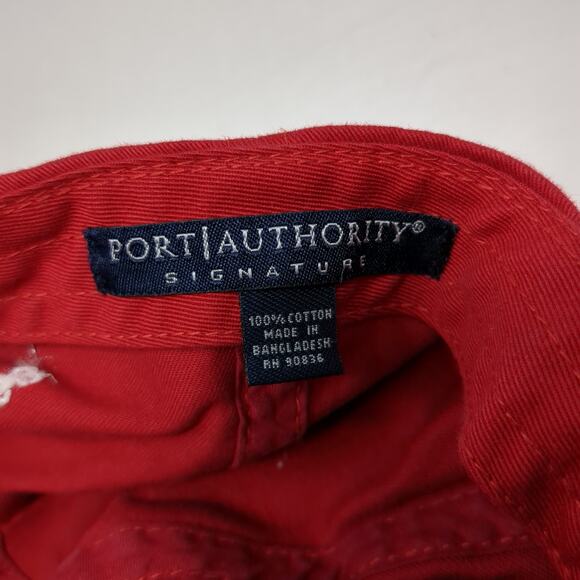 PORT|AUTHORITY®
SIGNATURE
100% COTTON
MADE IN
BANGLADESH
RN 90836